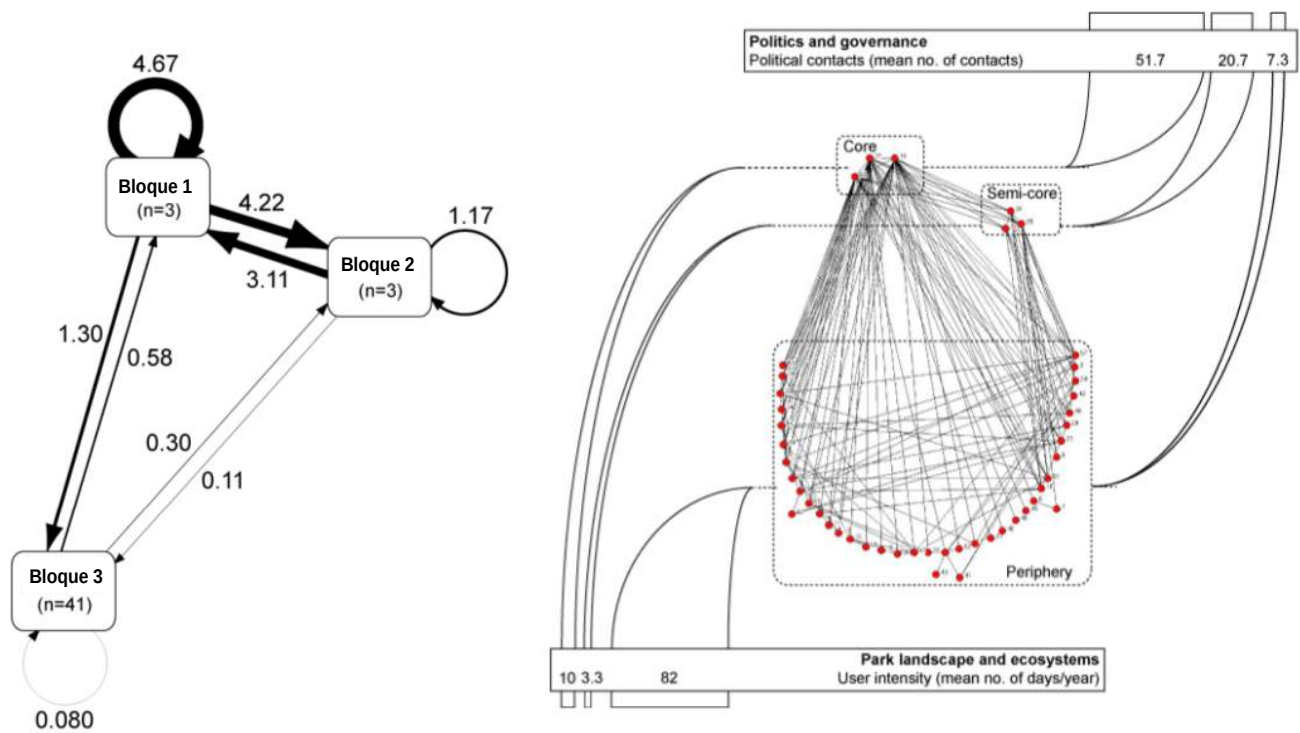 4.67
Bloque 1
(n=3)
4.22
3.11
1.17
Bloque 2
(n=3)
1.30
0.58
0.30
0.11
Bloque 3
(n=41)
0.080
Politics and governance
Political contacts (mean no. of contacts) 51.7 20.7 7.3
Core
Semi-core
Periphery
Park landscape and ecosystems
10 3.3 82 User intensity (mean no. of days/year)